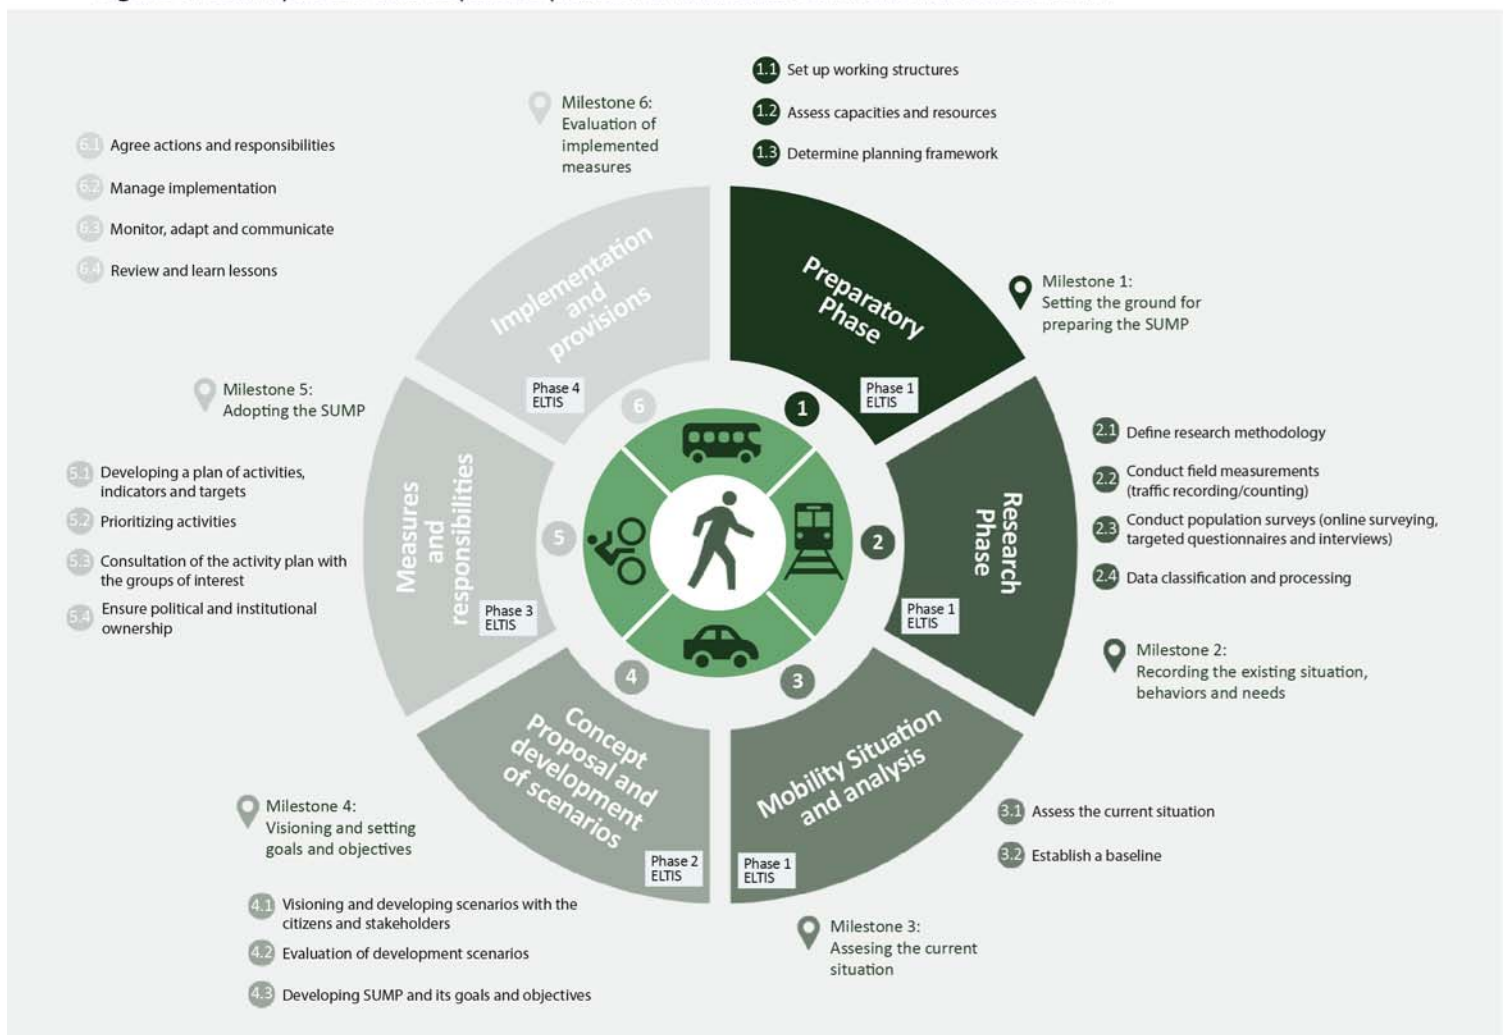 1.1 Set up working structures
1.2 Assess capacities and resources
1.3 Determine planning framework
Milestone 6:
Evaluation of
implemented
measures
6.1 Agree actions and responsibilities
6.2 Manage implementation
6.3 Monitor, adapt and communicate
6.4 Review and learn lessons
Implementation
and
provisions
Phase 4
ELTIS
6
Preparatory
Phase
Phase 1
ELTIS
1
Milestone 1:
Setting the ground for
preparing the SUMP
Milestone 5:
Adopting the SUMP
5.1 Developing a plan of activities,
indicators and targets
5.2 Prioritizing activities
5.3 Consultation of the activity plan with
the groups of interest
5.4 Ensure political and institutional
ownership
Measures
and
responsibilities
Phase 3
ELTIS
5
Research
Phase
Phase 1
ELTIS
2
2.1 Define research methodology
2.2 Conduct field measurements
(traffic recording/counting)
2.3 Conduct population surveys (online surveying,
targeted questionnaires and interviews)
2.4 Data classification and processing
Milestone 2:
Recording the existing situation,
behaviors and needs
4
Concept
Proposal and
development
of scenarios
Phase 2
ELTIS
3
Mobility Situation
and analysis
Phase 1
ELTIS
3.1 Assess the current situation
3.2 Establish a baseline
Milestone 4:
Visioning and setting
goals and objectives
4.1 Visioning and developing scenarios with the
citizens and stakeholders
4.2 Evaluation of development scenarios
4.3 Developing SUMP and its goals and objectives
Milestone 3:
Assesing the current
situation